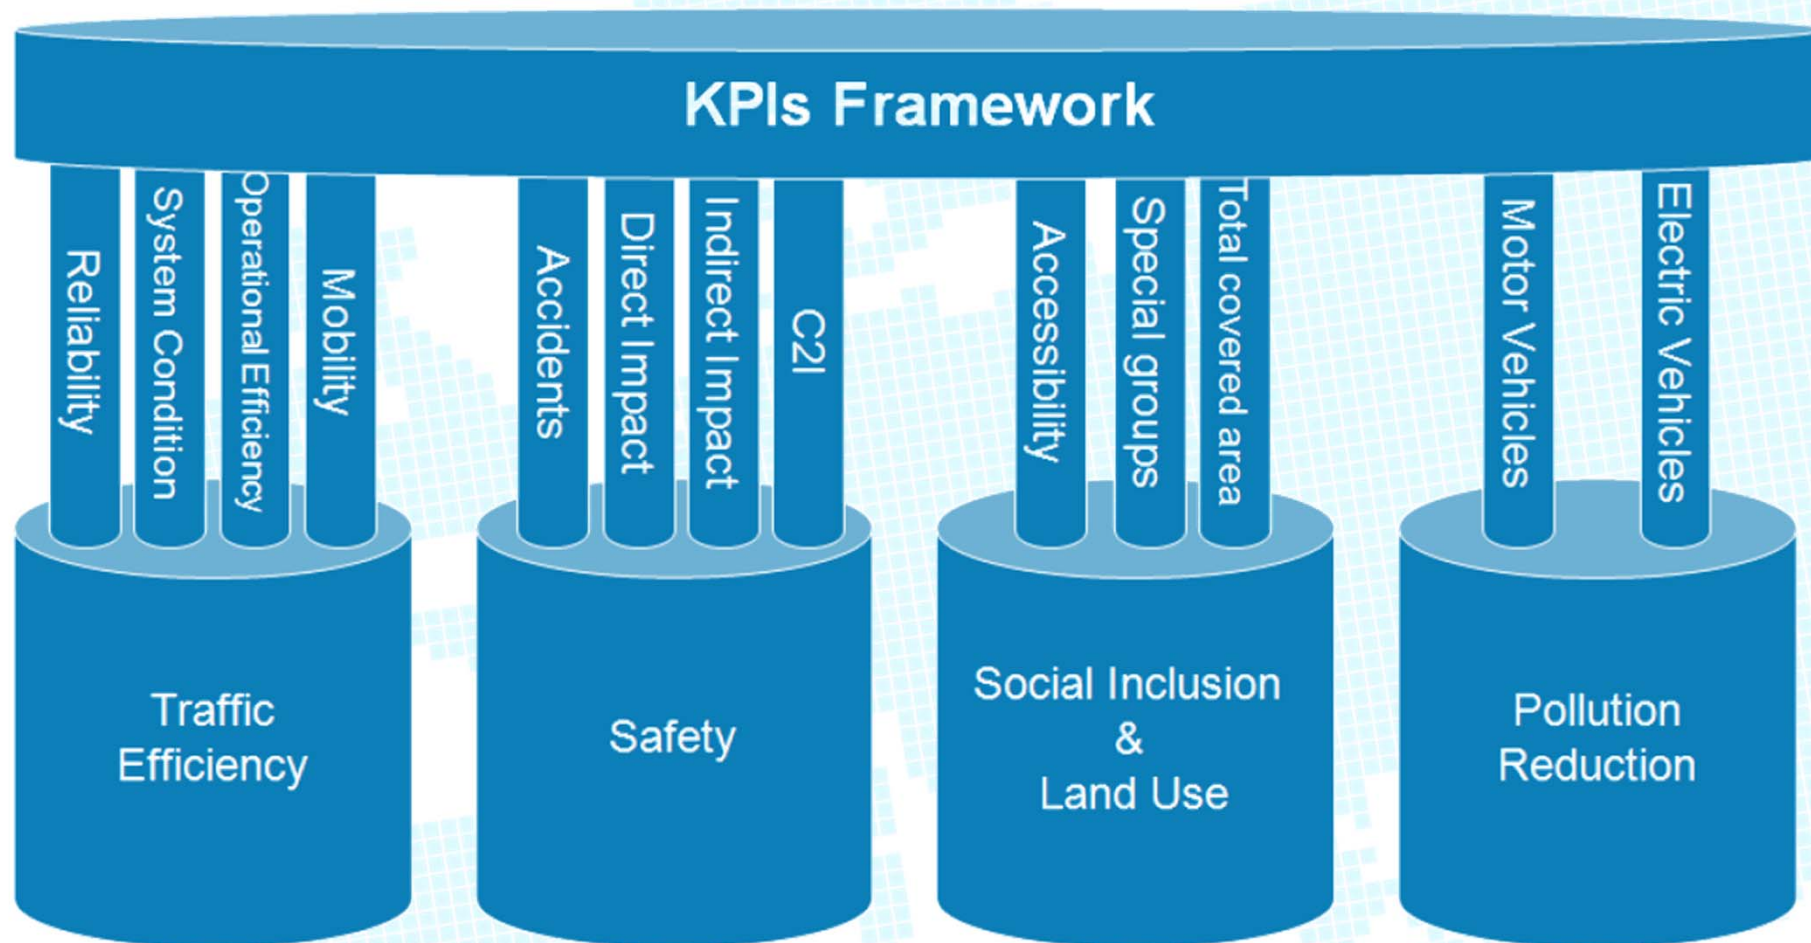 KPIs Framework
Reliability
System Condition
Operational Efficiency
Mobility
Accidents
Direct Impact
Indirect Impact
C2I
Accessibility
Special groups
Total covered area
Motor Vehicles
Electric Vehicles
Traffic
Efficiency
Safety
Social Inclusion
&
Land Use
Pollution
Reduction